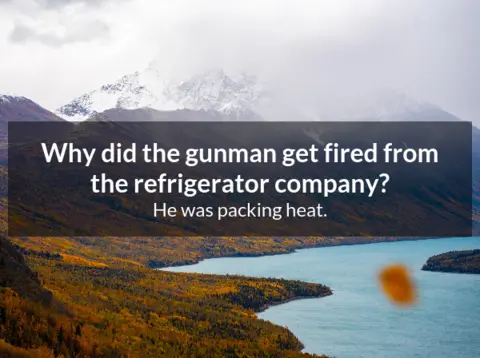 Why did the gunman get fired from
the refrigerator company?
He was packing heat.